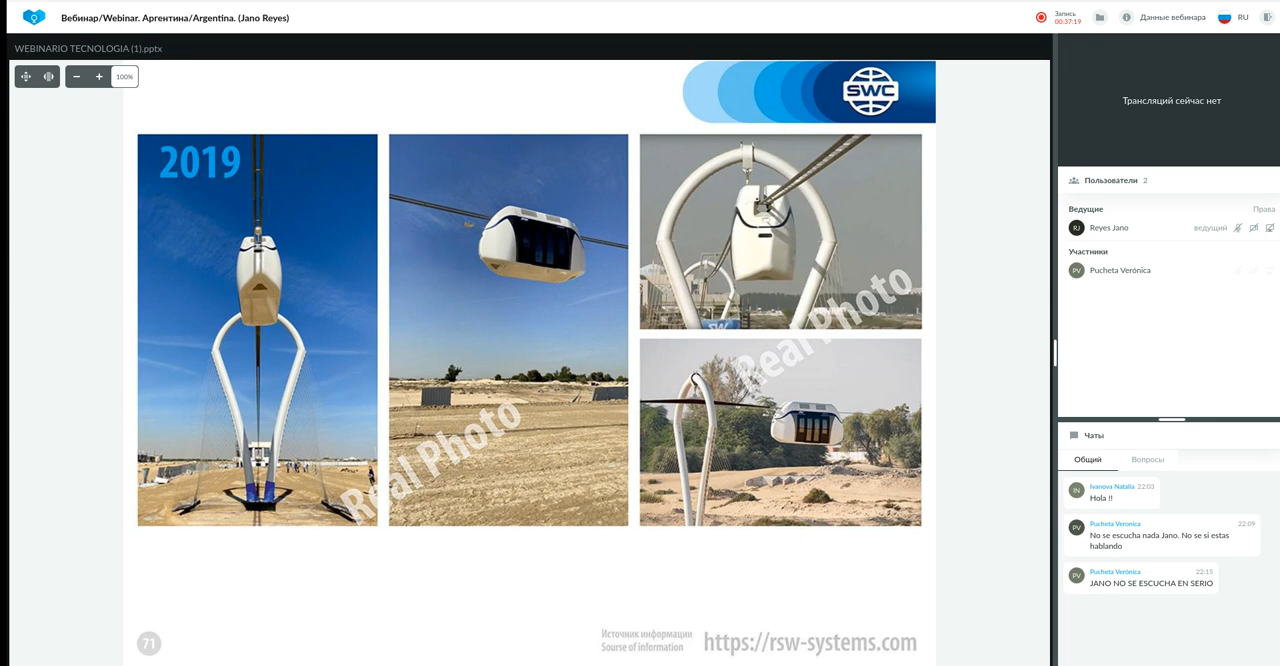 Вебинар/Webinar. Аргентина/Argentina. (Jano Reyes)
Запись
00:37:19
Данные вебинара
RU
WEBINARIO TECNOLOGIA (1).pptx
100%
SWC
2019
Real Photo
Real Photo
71
Источник информации
Sourse of information
https://rsw-systems.com
Трансляций сейчас нет
Пользователи 2
Ведущие Права
RJ Reyes Jano ведущий
Участники
PV Pucheta Verónica
Чаты
Общий Вопросы
IN Ivanova Natalia 22:03
Hola !!
PV Pucheta Veronica 22:09
No se escucha nada Jano. No se si estas
hablando
PV Pucheta Verónica 22:15
JANO NO SE ESCUCHA EN SERIO